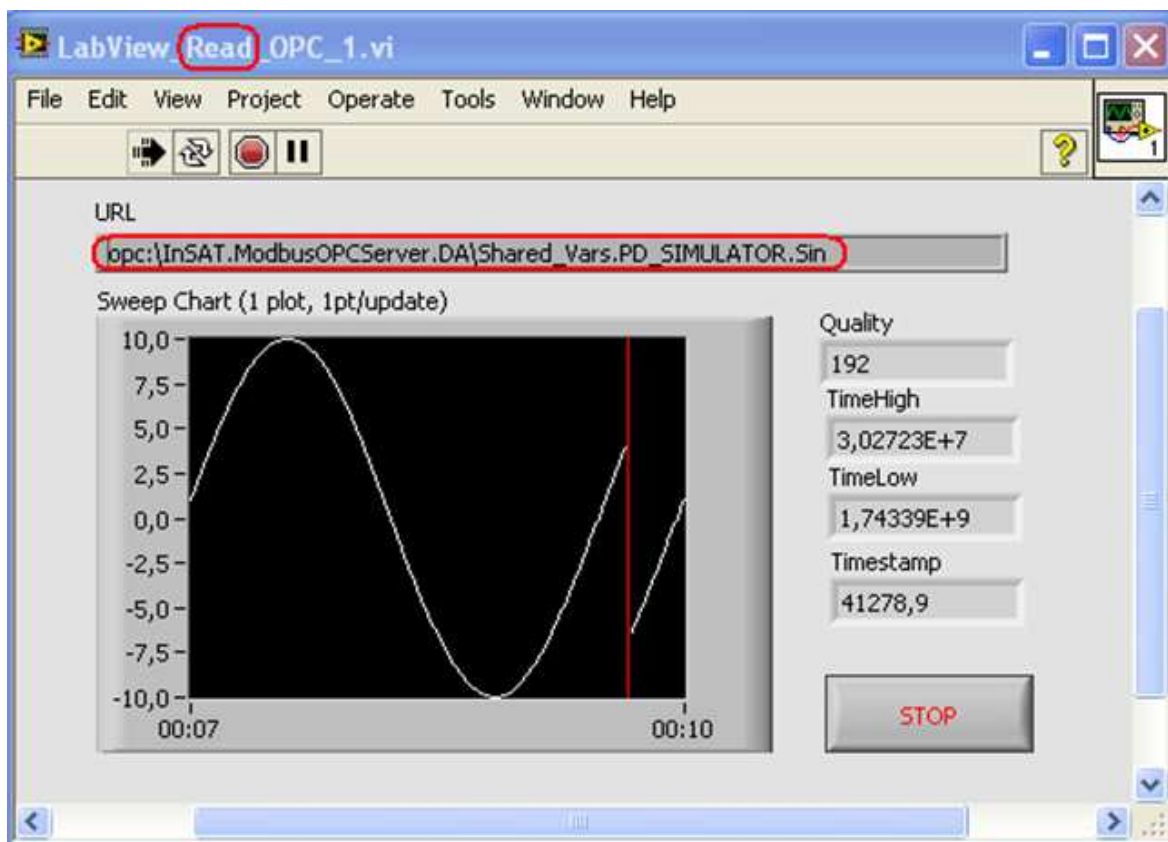 LabView_Read_OPC_1.vi
File Edit View Project Operate Tools Window Help
1
URL
opc:\InSAT.ModbusOPCServer.DA\Shared_Vars.PD_SIMULATOR.Sin
Sweep Chart (1 plot, 1pt/update)
10,0
7,5
5,0
2,5
0,0
-2,5
-5,0
-7,5
-10,0
00:07 00:10
Quality
192
TimeHigh
3,02723E+7
TimeLow
1,74339E+9
Timestamp
41278,9
STOP